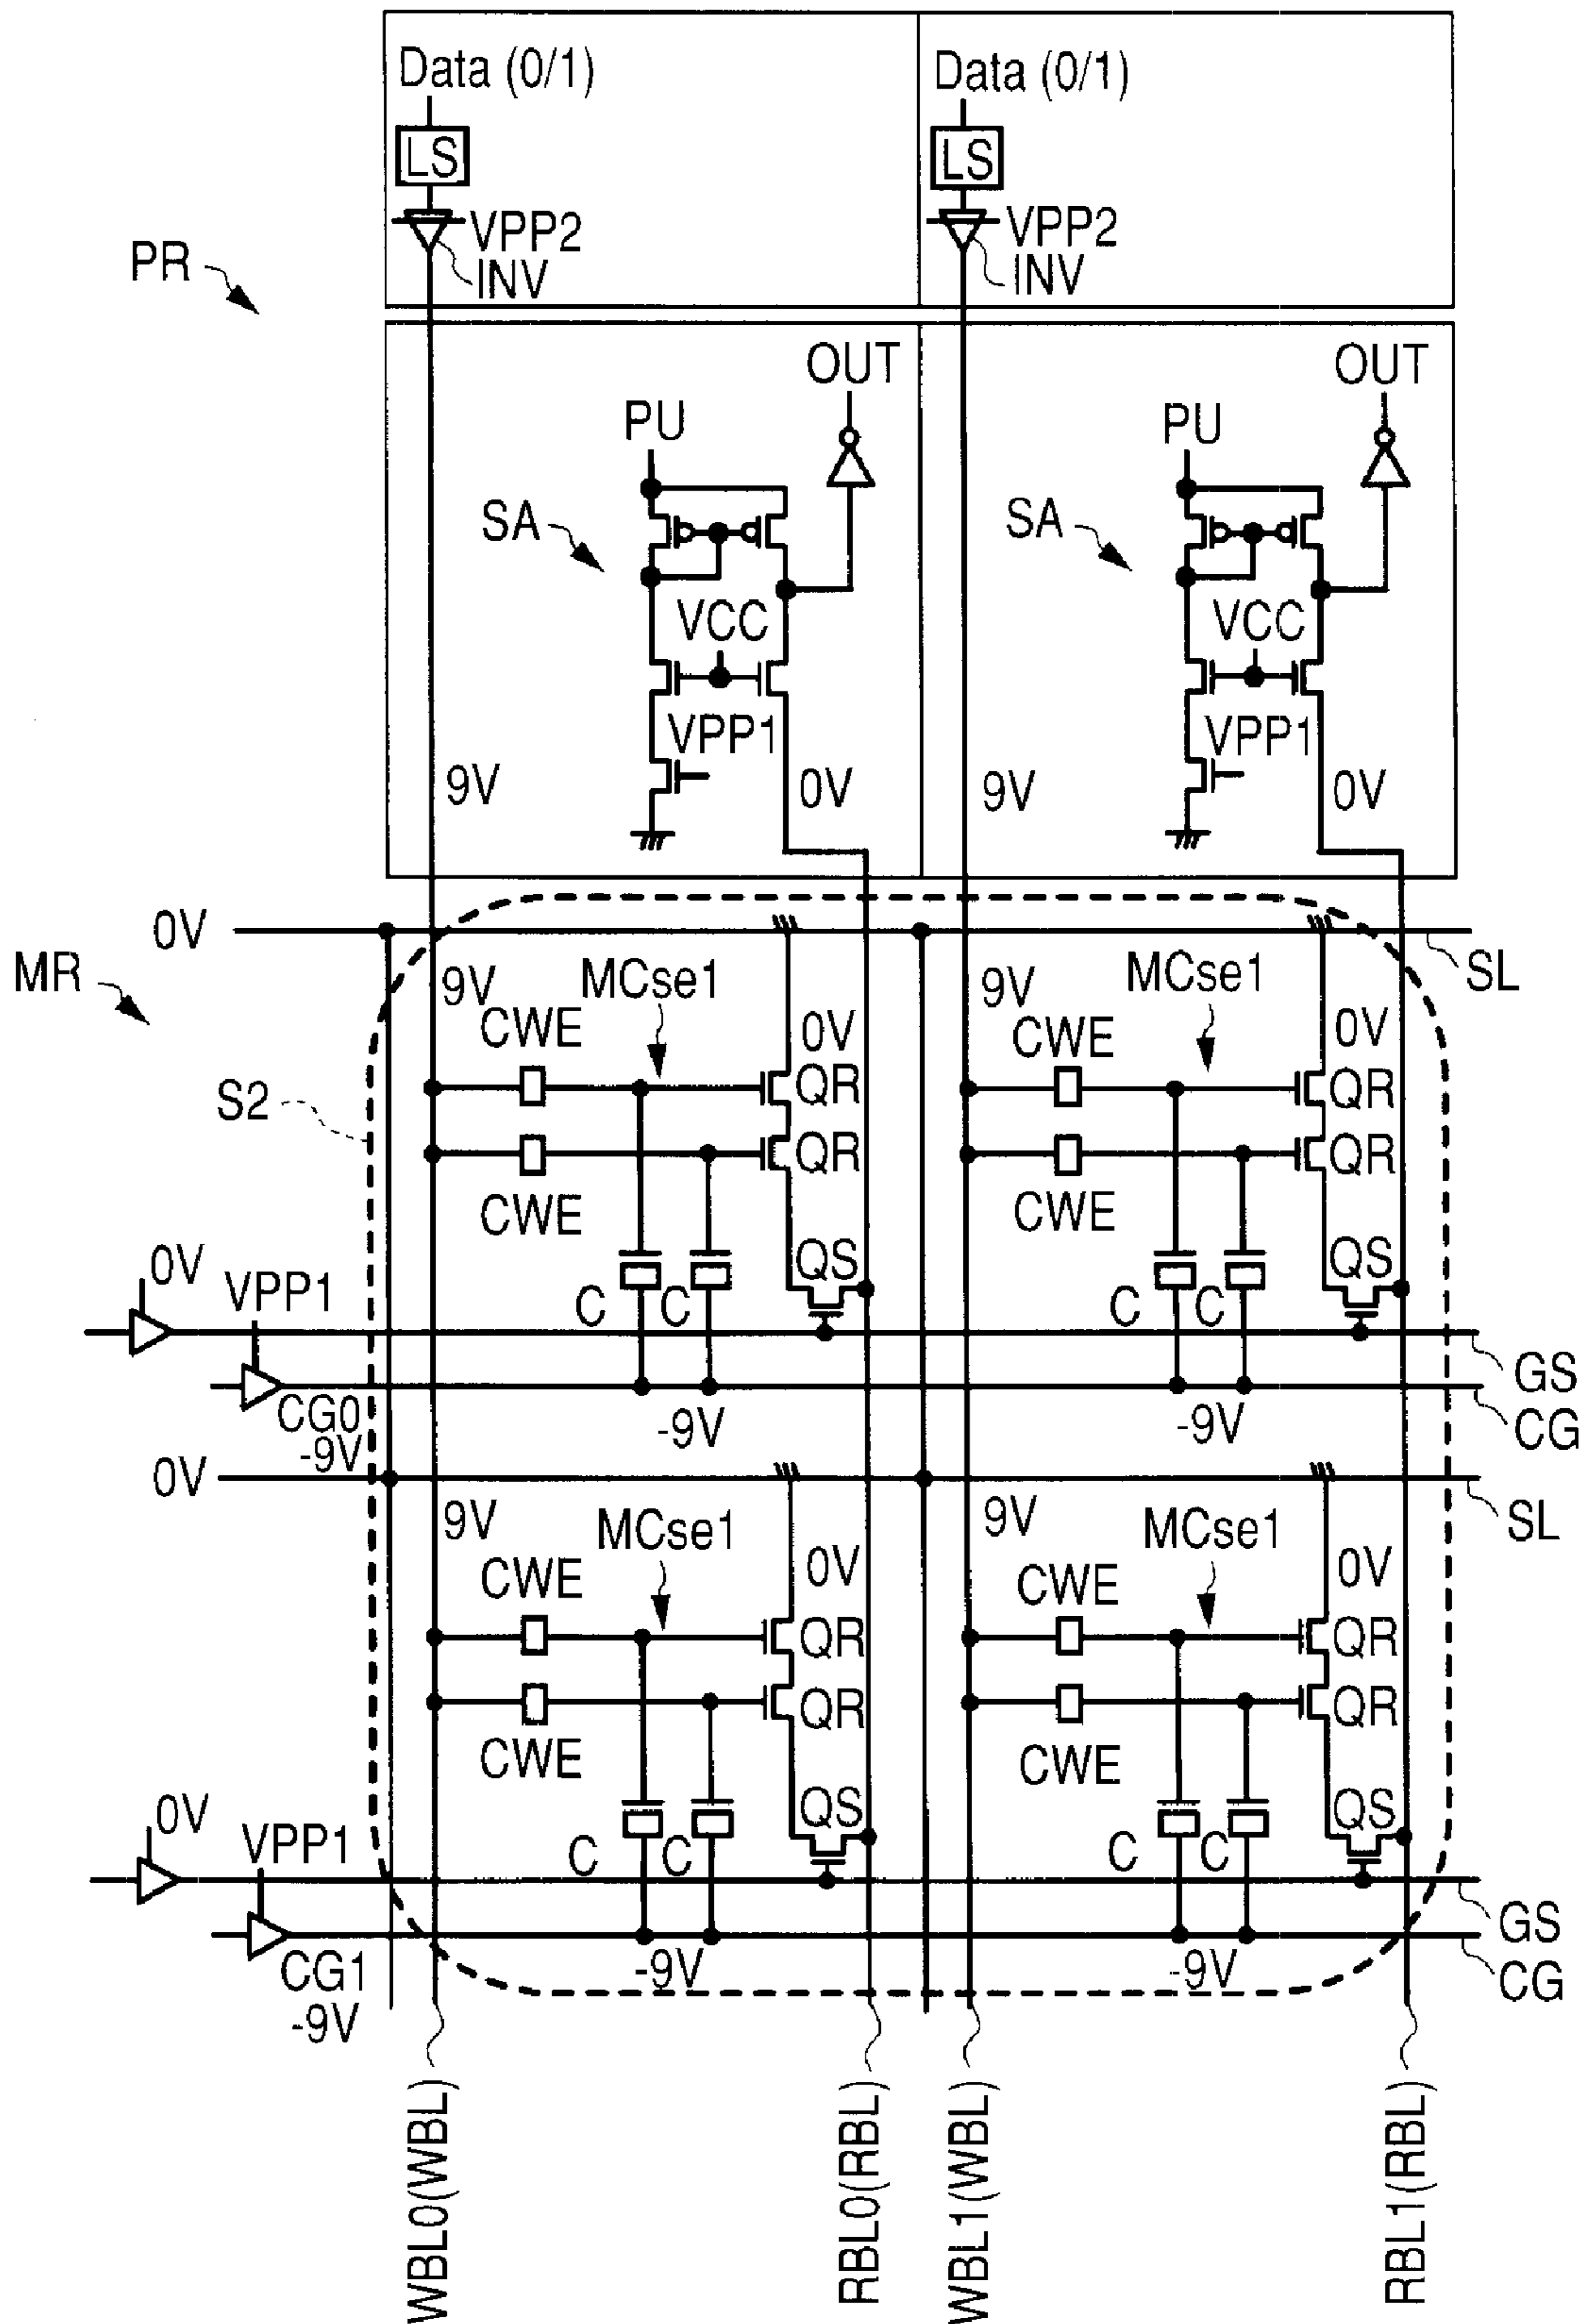 Data (0/1) Data (0/1)
LS LS
VPP2 VPP2
PR INV INV
OUT OUT
PU PU
SA SA
VCC VCC
VPP1 VPP1
9V 0V 9V 0V
0V SL
MR 9V MCse1 9V MCse1
CWE 0V CWE 0V
QR QR
S2 QR QR
CWE CWE
0V QS QS
VPP1 C C C C
GS
CG0 -9V -9V CG
-9V
0V
9V MCse1 9V MCse1 SL
CWE 0V CWE 0V
QR QR
QR QR
CWE CWE
0V QS QS
VPP1 C C C C
GS
CG1 -9V -9V CG
-9V
WBL0(WBL)
RBL0(RBL)
WBL1(WBL)
RBL1(RBL)